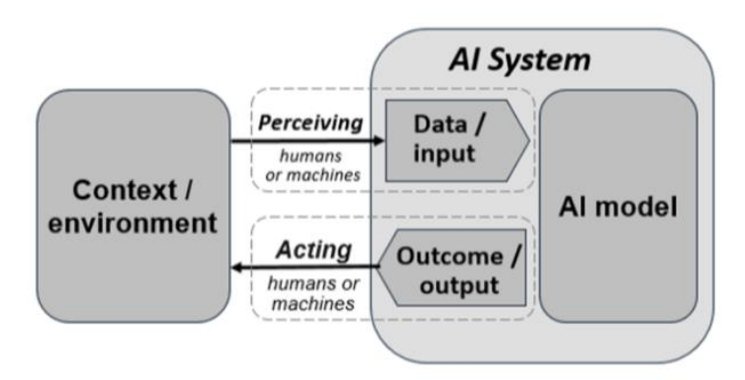 AI System
Perceiving
humans
or machines
Data /
input
Context /
environment
AI model
Acting
humans or
machines
Outcome /
output